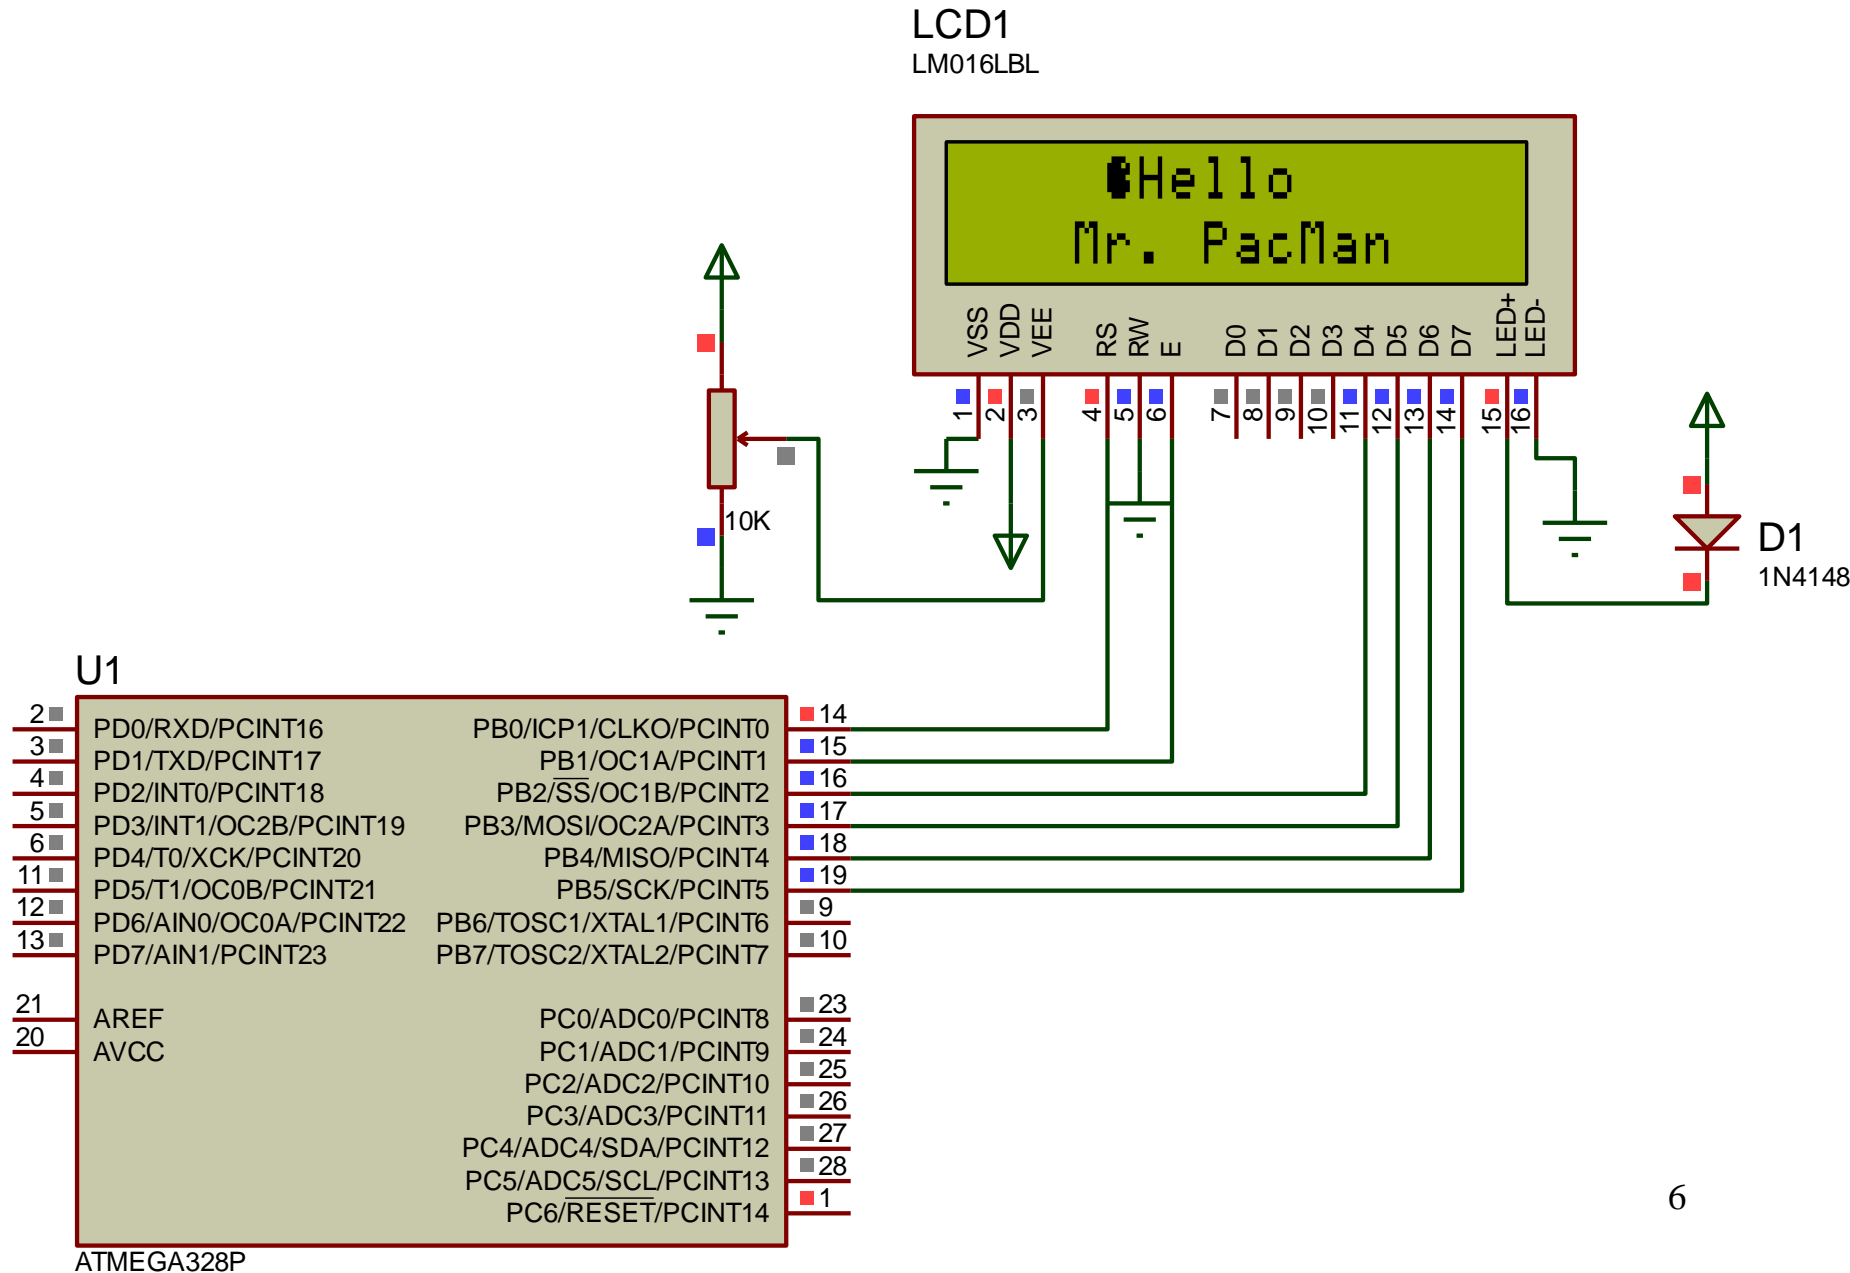 LCD1
LM016LBL
Hello
Mr. PacMan
VSS
VDD
VEE
RS
RW
E
D0
D1
D2
D3
D4
D5
D6
D7
LED+
LED-
1
2
3
4
5
6
7
8
9
10
11
12
13
14
15
16
10K
D1
1N4148
U1
2 PD0/RXD/PCINT16
3 PD1/TXD/PCINT17
4 PD2/INT0/PCINT18
5 PD3/INT1/OC2B/PCINT19
6 PD4/T0/XCK/PCINT20
11 PD5/T1/OC0B/PCINT21
12 PD6/AIN0/OC0A/PCINT22
13 PD7/AIN1/PCINT23
21 AREF
20 AVCC
PB0/ICP1/CLKO/PCINT0 14
PB1/OC1A/PCINT1 15
PB2/SS/OC1B/PCINT2 16
PB3/MOSI/OC2A/PCINT3 17
PB4/MISO/PCINT4 18
PB5/SCK/PCINT5 19
PB6/TOSC1/XTAL1/PCINT6 9
PB7/TOSC2/XTAL2/PCINT7 10
PC0/ADC0/PCINT8 23
PC1/ADC1/PCINT9 24
PC2/ADC2/PCINT10 25
PC3/ADC3/PCINT11 26
PC4/ADC4/SDA/PCINT12 27
PC5/ADC5/SCL/PCINT13 28
PC6/RESET/PCINT14 1
ATMEGA328P
6